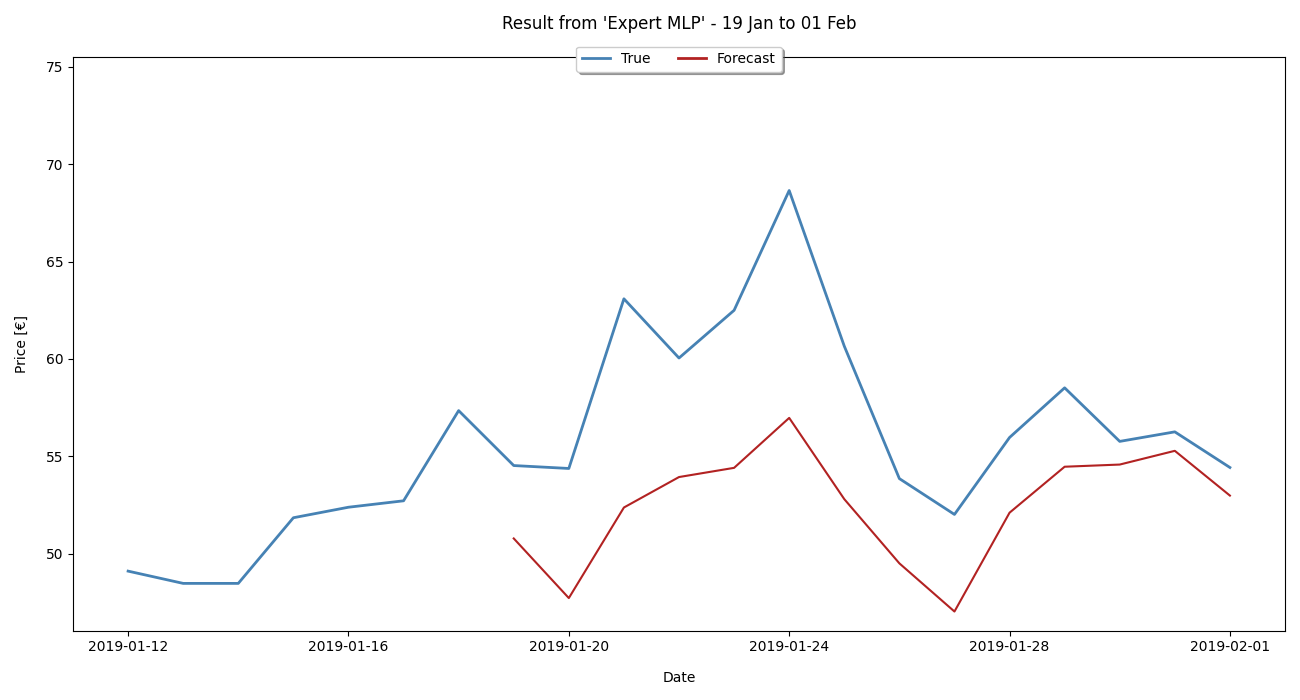 Result from 'Expert MLP' - 19 Jan to 01 Feb
True Forecast
75
70
65
60
55
50
Price [€]
2019-01-12 2019-01-16 2019-01-20 2019-01-24 2019-01-28 2019-02-01
Date